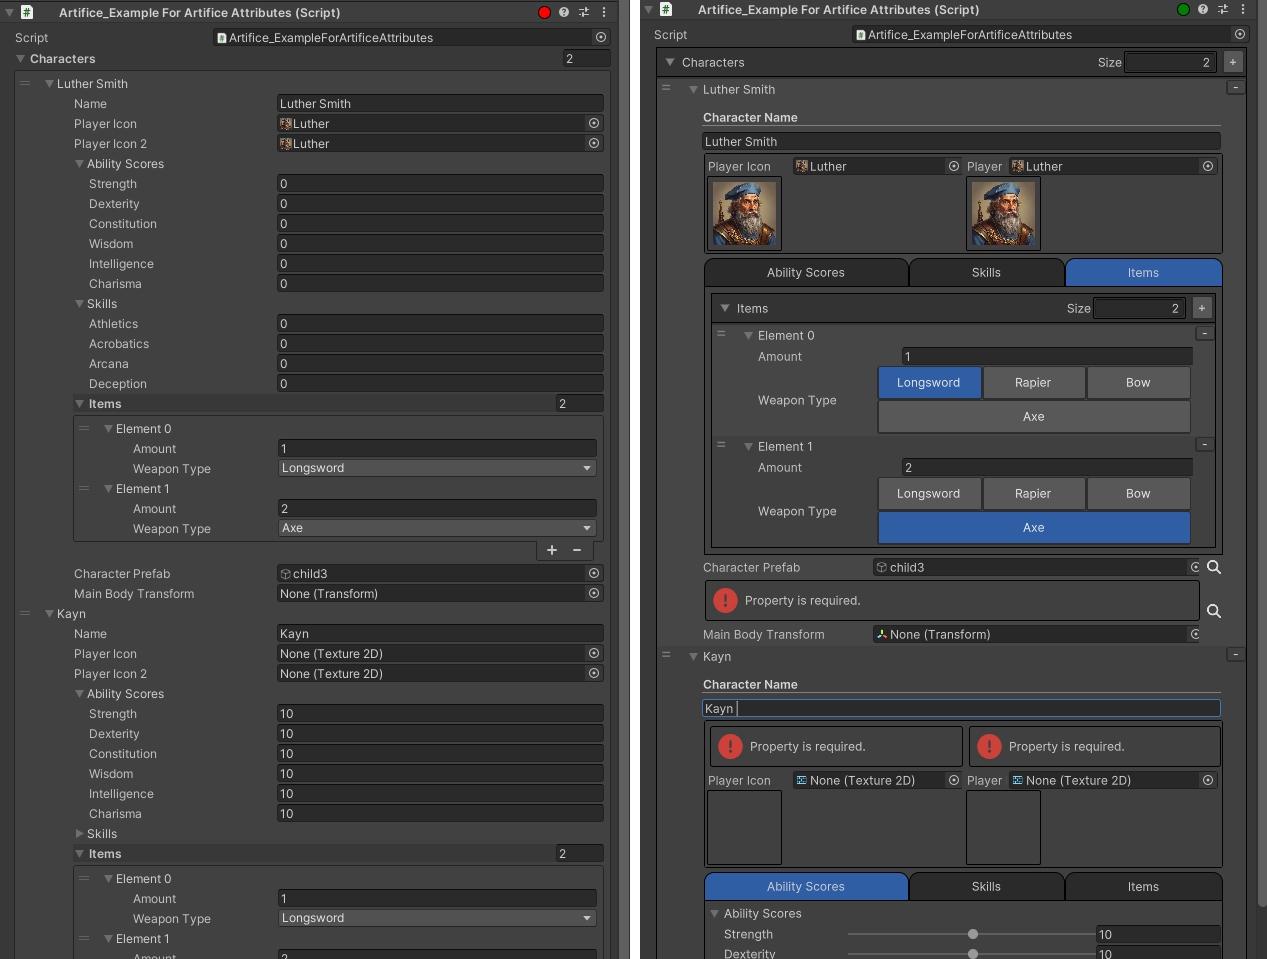 Artifice_Example For Artifice Attributes (Script)
Script
Artifice_ExampleForArtificeAttributes
Characters
2
Luther Smith
Name
Luther Smith
Player Icon
Luther
Player Icon 2
Luther
Ability Scores
Strength
0
Dexterity
0
Constitution
0
Wisdom
0
Intelligence
0
Charisma
0
Skills
Athletics
0
Acrobatics
0
Arcana
0
Deception
0
Items
2
Element 0
Amount
1
Weapon Type
Longsword
Element 1
Amount
2
Weapon Type
Axe
+ -
Character Prefab
child3
Main Body Transform
None (Transform)
Kayn
Name
Kayn
Player Icon
None (Texture 2D)
Player Icon 2
None (Texture 2D)
Ability Scores
Strength
10
Dexterity
10
Constitution
10
Wisdom
10
Intelligence
10
Charisma
10
Skills
Items
2
Element 0
Amount
1
Weapon Type
Longsword
Element 1
Amount
2
Artifice_Example For Artifice Attributes (Script)
Script
Artifice_ExampleForArtificeAttributes
Characters
Size
2
+
Luther Smith
-
Character Name
Luther Smith
Player Icon
Luther
Player
Luther
Ability Scores
Skills
Items
Items
Size
2
+
Element 0
-
Amount
1
Weapon Type
Longsword
Rapier
Bow
Axe
Element 1
-
Amount
2
Weapon Type
Longsword
Rapier
Bow
Axe
Character Prefab
child3
Property is required.
Main Body Transform
None (Transform)
Kayn
-
Character Name
Kayn
Property is required.
Property is required.
Player Icon
None (Texture 2D)
Player
None (Texture 2D)
Ability Scores
Skills
Items
Ability Scores
Strength
10
Dexterity
10